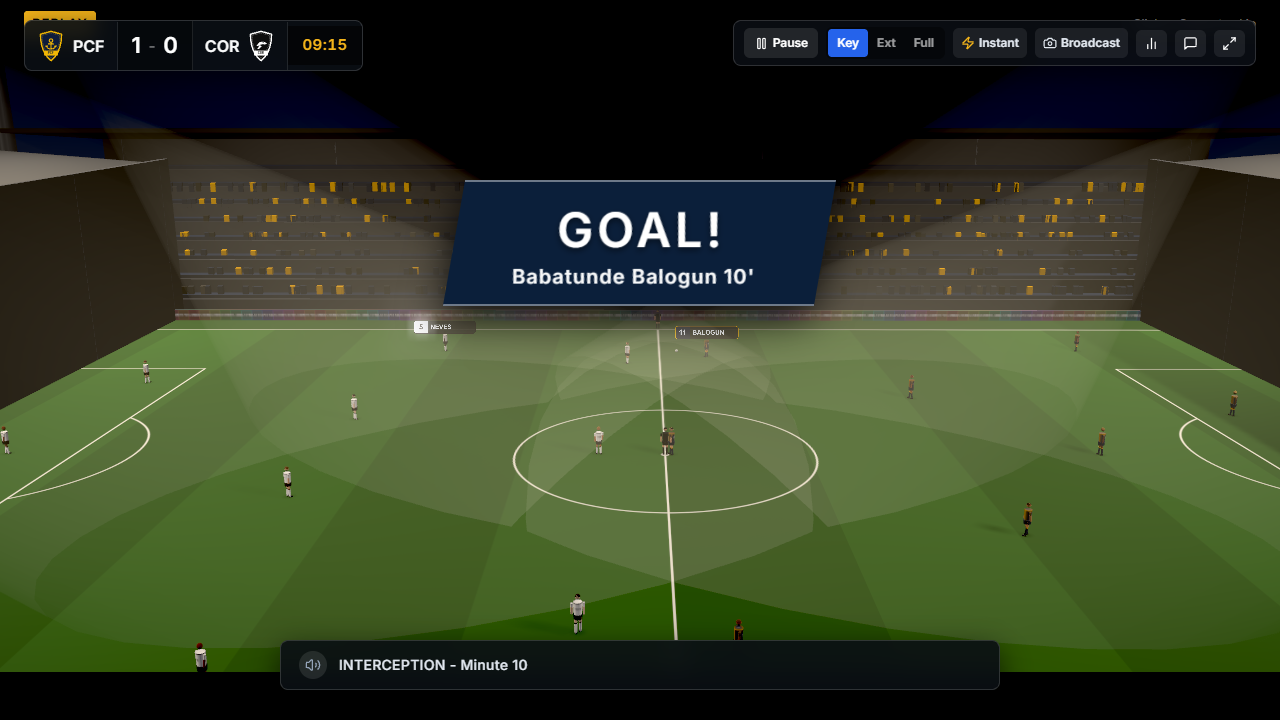 PCF 1 - 0 COR 09:15
Pause Key Ext Full Instant Broadcast
GOAL!
Babatunde Balogun 10'
5 NEVES
11 BALOGUN
INTERCEPTION - Minute 10